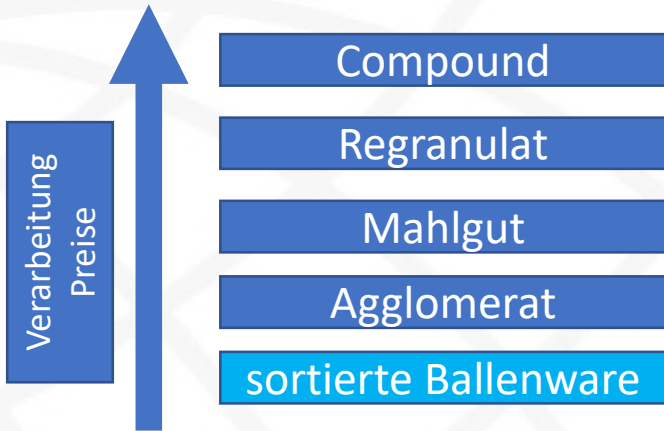 Compound
Regranulat
Mahlgut
Agglomerat
sortierte Ballenware
Verarbeitung
Preise